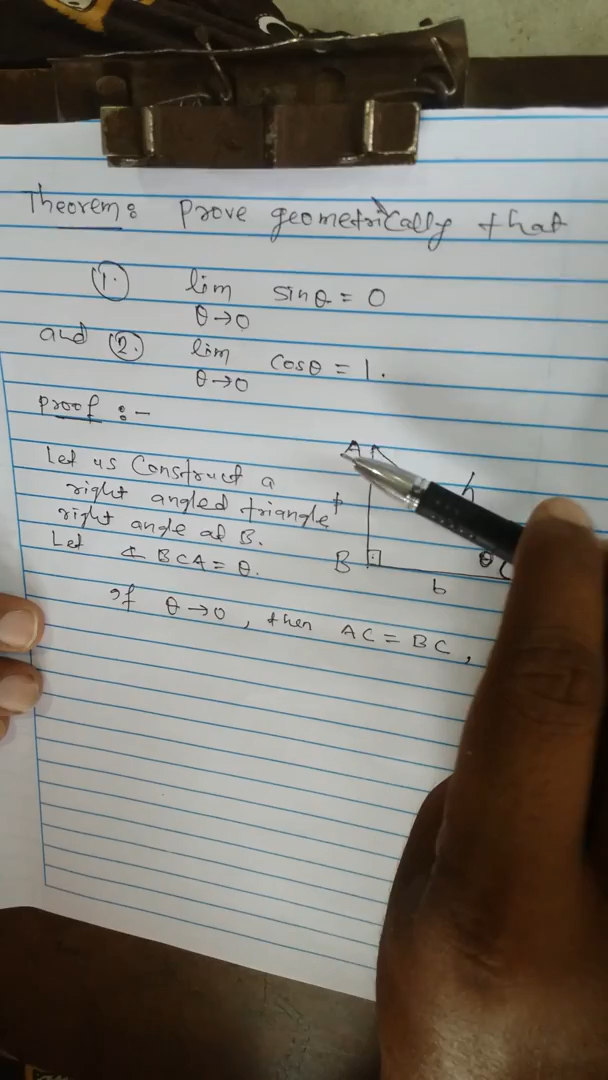 Theorem: Prove geometrically that
1. lim sinθ = 0
θ→0
and 2. lim cosθ = 1.
θ→0
Proof :-
Let us Construct a
right angled triangle
right angle at B.
Let ∡ BCA = θ.
A
h
p
B
θ
C
b
If θ→0, then AC = BC,